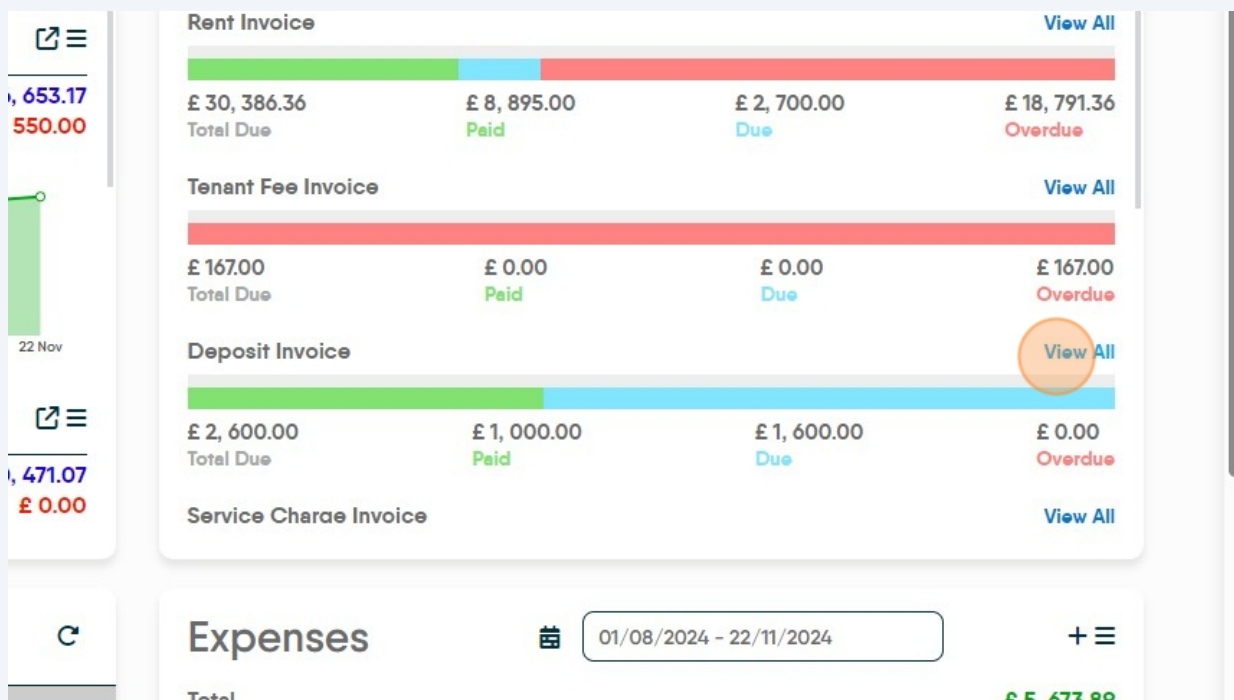 , 653.17
550.00
22 Nov
, 471.07
£ 0.00
Rent Invoice View All
£ 30, 386.36 £ 8, 895.00 £ 2, 700.00 £ 18, 791.36
Total Due Paid Due Overdue
Tenant Fee Invoice View All
£ 167.00 £ 0.00 £ 0.00 £ 167.00
Total Due Paid Due Overdue
Deposit Invoice View All
£ 2, 600.00 £ 1, 000.00 £ 1, 600.00 £ 0.00
Total Due Paid Due Overdue
Service Charge Invoice View All
Expenses 01/08/2024 - 22/11/2024
Total £ 5, 673.89